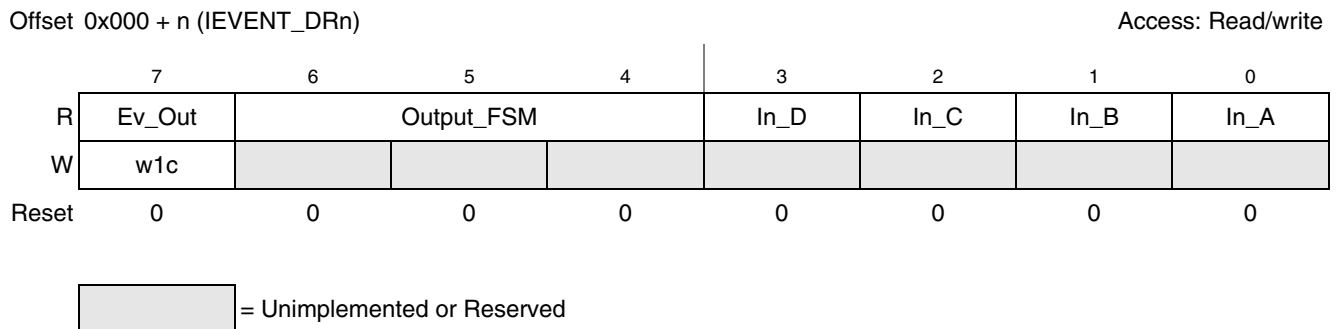 Offset 0x000 + n (IEVENT_DRn) Access: Read/write
7 6 5 4 3 2 1 0
R Ev_Out Output_FSM In_D In_C In_B In_A
W w1c
Reset 0 0 0 0 0 0 0 0
= Unimplemented or Reserved